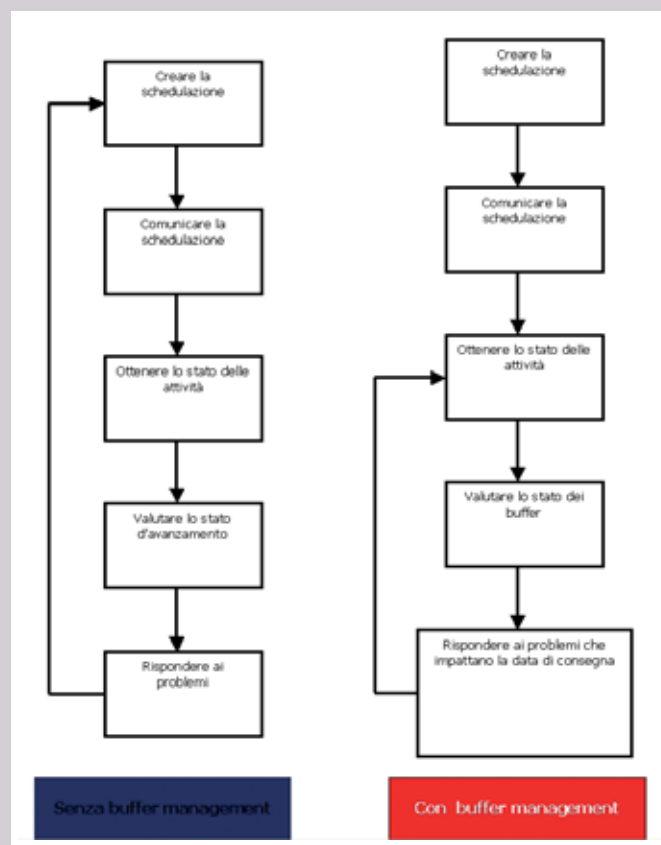 Creare la
schedulazione
Comunicare la
schedulazione
Ottenere lo stato delle
attività
Valutare lo stato
d'avanzamento
Rispondere ai
problemi
Senza buffer management
Creare la
schedulazione
Comunicare la
schedulazione
Ottenere lo stato delle
attività
Valutare lo stato dei
buffer
Rispondere ai problemi che
impattano la data di consegna
Con buffer management